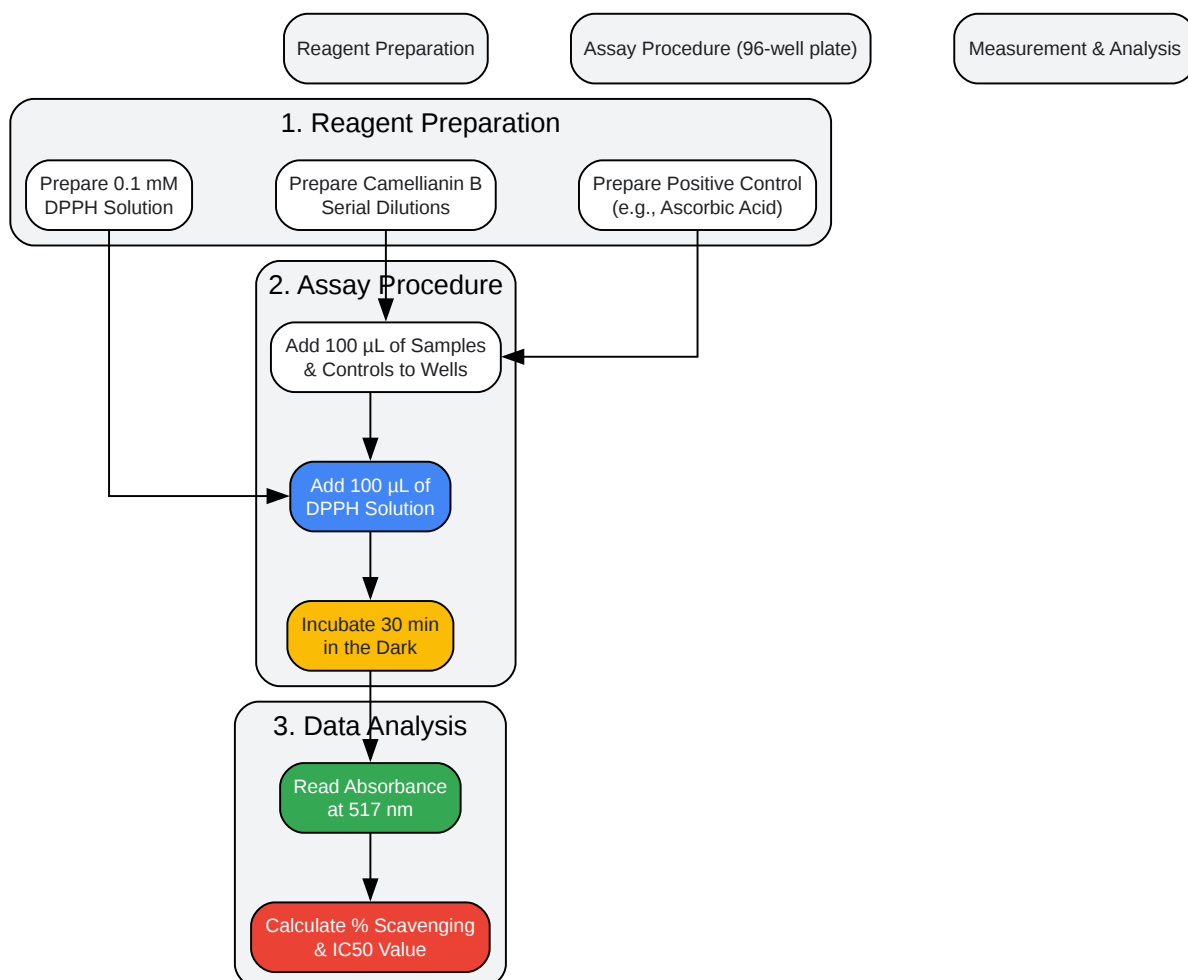 Reagent Preparation
Assay Procedure (96-well plate)
Measurement & Analysis
1. Reagent Preparation
Prepare 0.1 mM
DPPH Solution
Prepare Camellianin B
Serial Dilutions
Prepare Positive Control
(e.g., Ascorbic Acid)
2. Assay Procedure
Add 100 µL of Samples
& Controls to Wells
Add 100 µL of
DPPH Solution
Incubate 30 min
in the Dark
3. Data Analysis
Read Absorbance
at 517 nm
Calculate % Scavenging
& IC50 Value